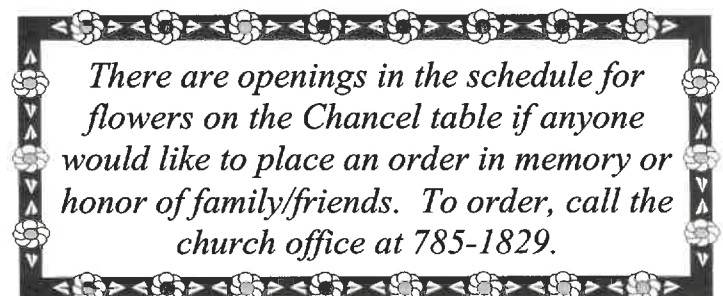 There are openings in the schedule for
flowers on the Chancel table if anyone
would like to place an order in memory or
honor of family/friends.  To order, call the
church office at 785-1829.